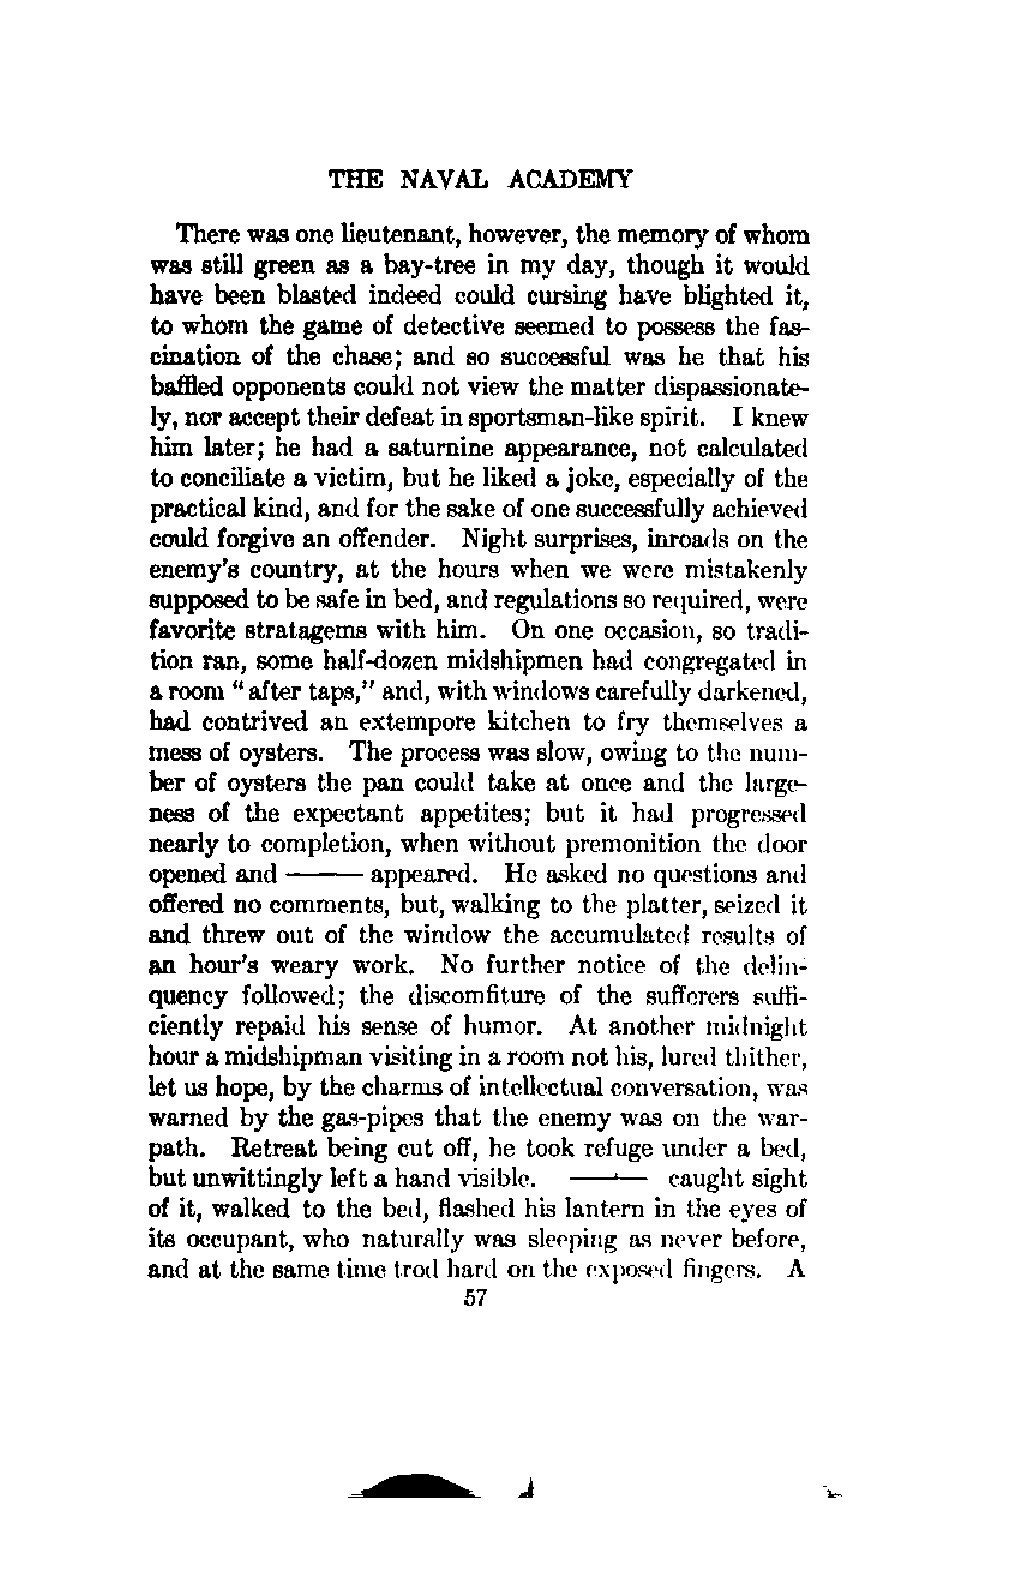 THE NAVAL ACADEMY
There was one lieutenant, however, the memory of whom
was still green as a bay-tree in my day, though it would
have been blasted indeed could cursing have blighted it,
to whom the game of detective seemed to possess the fas-
cination of the chase; and so successful was he that his
baffled opponents could not view the matter dispassionate-
ly, nor accept their defeat in sportsman-like spirit. I knew
him later; he had a saturnine appearance, not calculated
to conciliate a victim, but he liked a joke, especially of the
practical kind, and for the sake of one successfully achieved
could forgive an offender. Night surprises, inroads on the
enemy's country, at the hours when we were mistakenly
supposed to be safe in bed, and regulations so required, were
favorite stratagems with him. On one occasion, so tradi-
tion ran, some half-dozen midshipmen had congregated in
a room "after taps," and, with windows carefully darkened,
had contrived an extempore kitchen to fry themselves a
mess of oysters. The process was slow, owing to the num-
ber of oysters the pan could take at once and the large-
ness of the expectant appetites; but it had progressed
nearly to completion, when without premonition the door
opened and —— appeared. He asked no questions and
offered no comments, but, walking to the platter, seized it
and threw out of the window the accumulated results of
an hour's weary work. No further notice of the delin-
quency followed; the discomfiture of the sufferers suffi-
ciently repaid his sense of humor. At another midnight
hour a midshipman visiting in a room not his, lured thither,
let us hope, by the charms of intellectual conversation, was
warned by the gas-pipes that the enemy was on the war-
path. Retreat being cut off, he took refuge under a bed,
but unwittingly left a hand visible. —— caught sight
of it, walked to the bed, flashed his lantern in the eyes of
its occupant, who naturally was sleeping as never before,
and at the same time trod hard on the exposed fingers. A
57